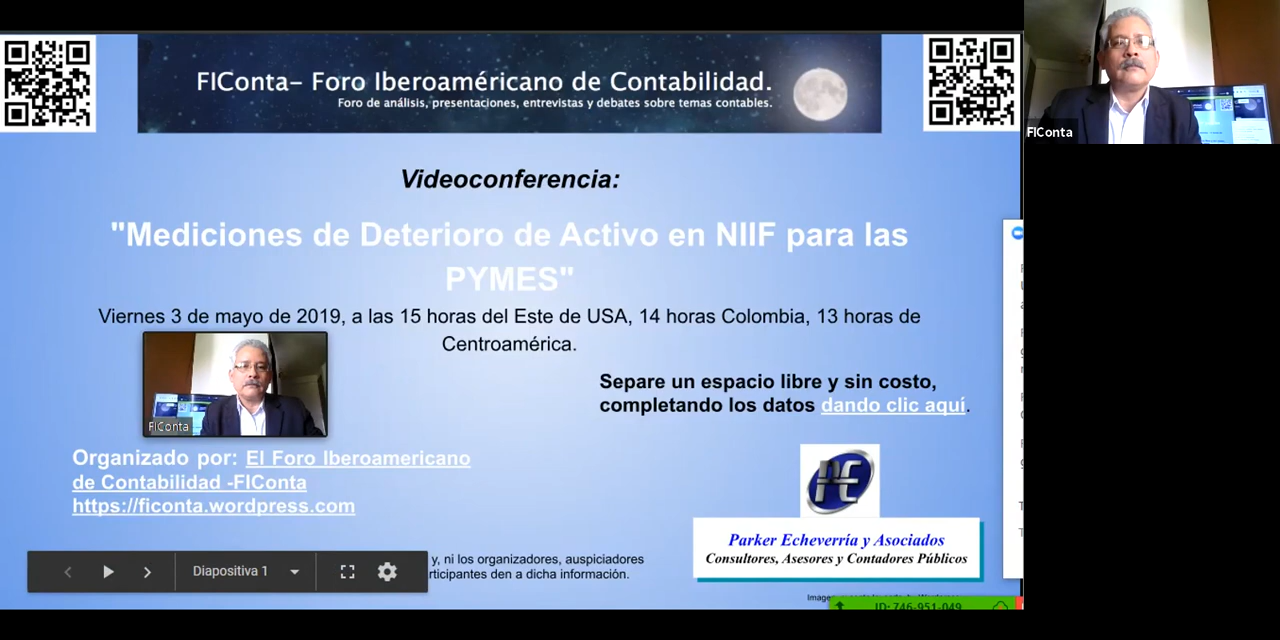 FIConta– Foro Iberoaméricano de Contabilidad.
Foro de análisis, presentaciones, entrevistas y debates sobre temas contables.
FIConta
Videoconferencia:
"Mediciones de Deterioro de Activo en NIIF para las
PYMES"
Viernes 3 de mayo de 2019, a las 15 horas del Este de USA, 14 horas Colombia, 13 horas de
Centroamérica.
Separe un espacio libre y sin costo,
completando los datos dando clic aquí.
FIConta
Organizado por: El Foro Iberoamericano
de Contabilidad -FIConta
https://ficonta.wordpress.com
PE
Parker Echeverría y Asociados
Consultores, Asesores y Contadores Públicos
y, ni los organizadores, auspiciadores
rticipantes den a dicha información.
Diapositiva 1
ID: 746-951-049